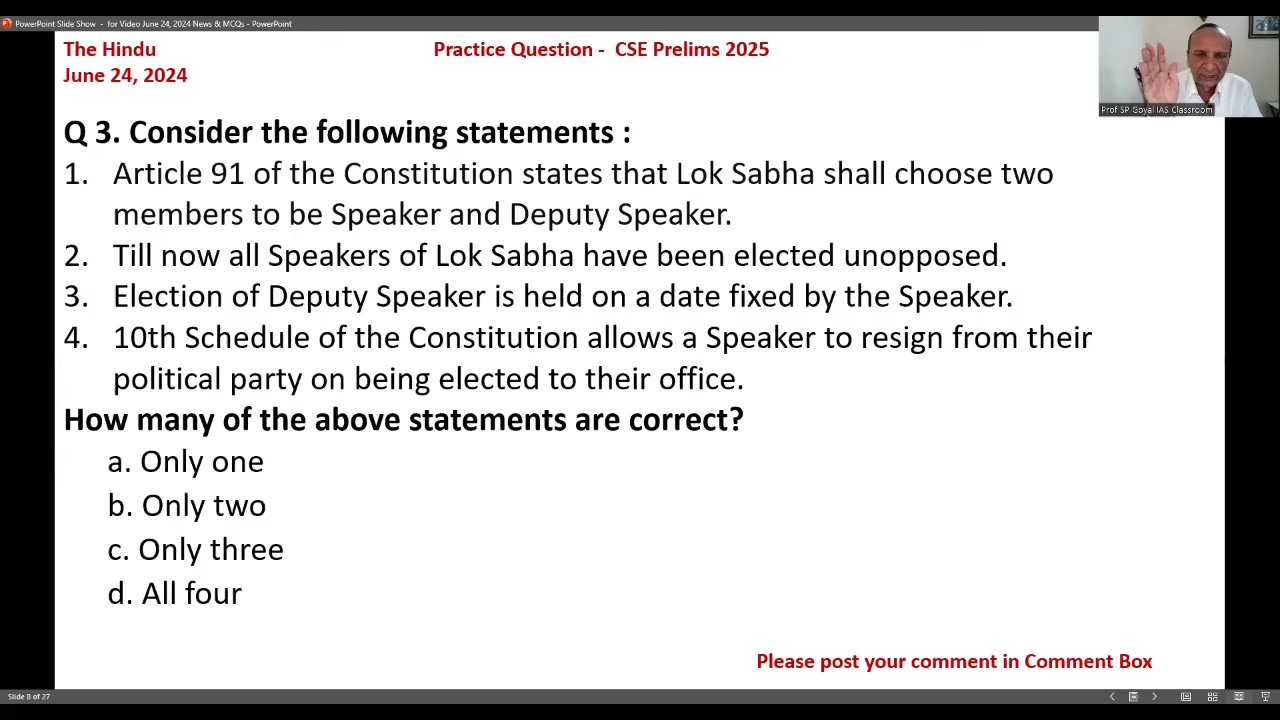 PowerPoint Slide Show - for Video June 24, 2024 News & MCQs - PowerPoint
The Hindu
Practice Question - CSE Prelims 2025
June 24, 2024
Prof SP Goyal IAS Classroom
Q 3. Consider the following statements :
1. Article 91 of the Constitution states that Lok Sabha shall choose two
members to be Speaker and Deputy Speaker.
2. Till now all Speakers of Lok Sabha have been elected unopposed.
3. Election of Deputy Speaker is held on a date fixed by the Speaker.
4. 10th Schedule of the Constitution allows a Speaker to resign from their
political party on being elected to their office.
How many of the above statements are correct?
a. Only one
b. Only two
c. Only three
d. All four
Please post your comment in Comment Box
Slide 8 of 27